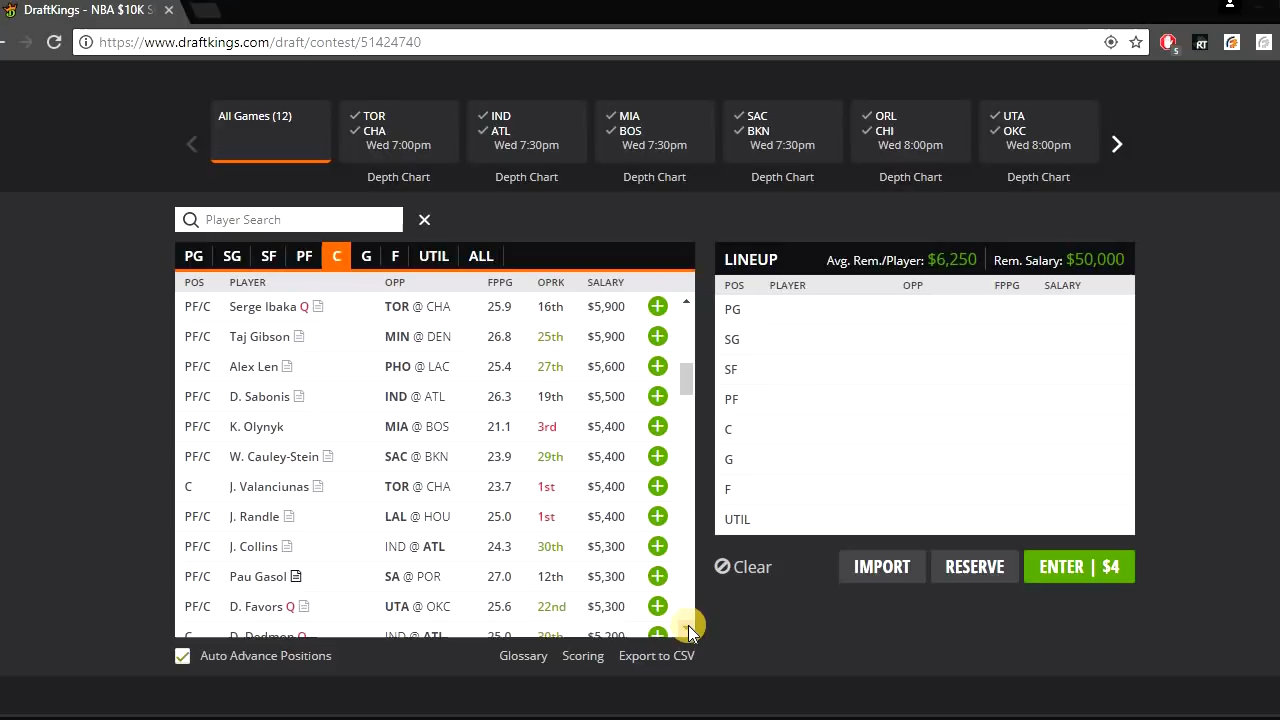 DraftKings - NBA $10K S
https://www.draftkings.com/draft/contest/51424740
5
RT
All Games (12)
TOR
CHA
Wed 7:00pm
IND
ATL
Wed 7:30pm
MIA
BOS
Wed 7:30pm
SAC
BKN
Wed 7:30pm
ORL
CHI
Wed 8:00pm
UTA
OKC
Wed 8:00pm
Depth Chart Depth Chart Depth Chart Depth Chart Depth Chart Depth Chart
Player Search
PG SG SF PF C G F UTIL ALL
POS PLAYER OPP FPPG OPRK SALARY
PF/C Serge Ibaka Q TOR @ CHA 25.9 16th $5,900
PF/C Taj Gibson MIN @ DEN 26.8 25th $5,900
PF/C Alex Len PHO @ LAC 25.4 27th $5,600
PF/C D. Sabonis IND @ ATL 26.3 19th $5,500
PF/C K. Olynyk MIA @ BOS 21.1 3rd $5,400
PF/C W. Cauley-Stein SAC @ BKN 23.9 29th $5,400
C J. Valanciunas TOR @ CHA 23.7 1st $5,400
PF/C J. Randle LAL @ HOU 25.0 1st $5,400
PF/C J. Collins IND @ ATL 24.3 30th $5,300
PF/C Pau Gasol SA @ POR 27.0 12th $5,300
PF/C D. Favors Q UTA @ OKC 25.6 22nd $5,300
C D. Dedmon Q IND @ ATL 25.0 30th $5,200
Auto Advance Positions
Glossary Scoring Export to CSV
LINEUP Avg. Rem./Player: $6,250 Rem. Salary: $50,000
POS PLAYER OPP FPPG SALARY
PG
SG
SF
PF
C
G
F
UTIL
Clear
IMPORT RESERVE ENTER | $4